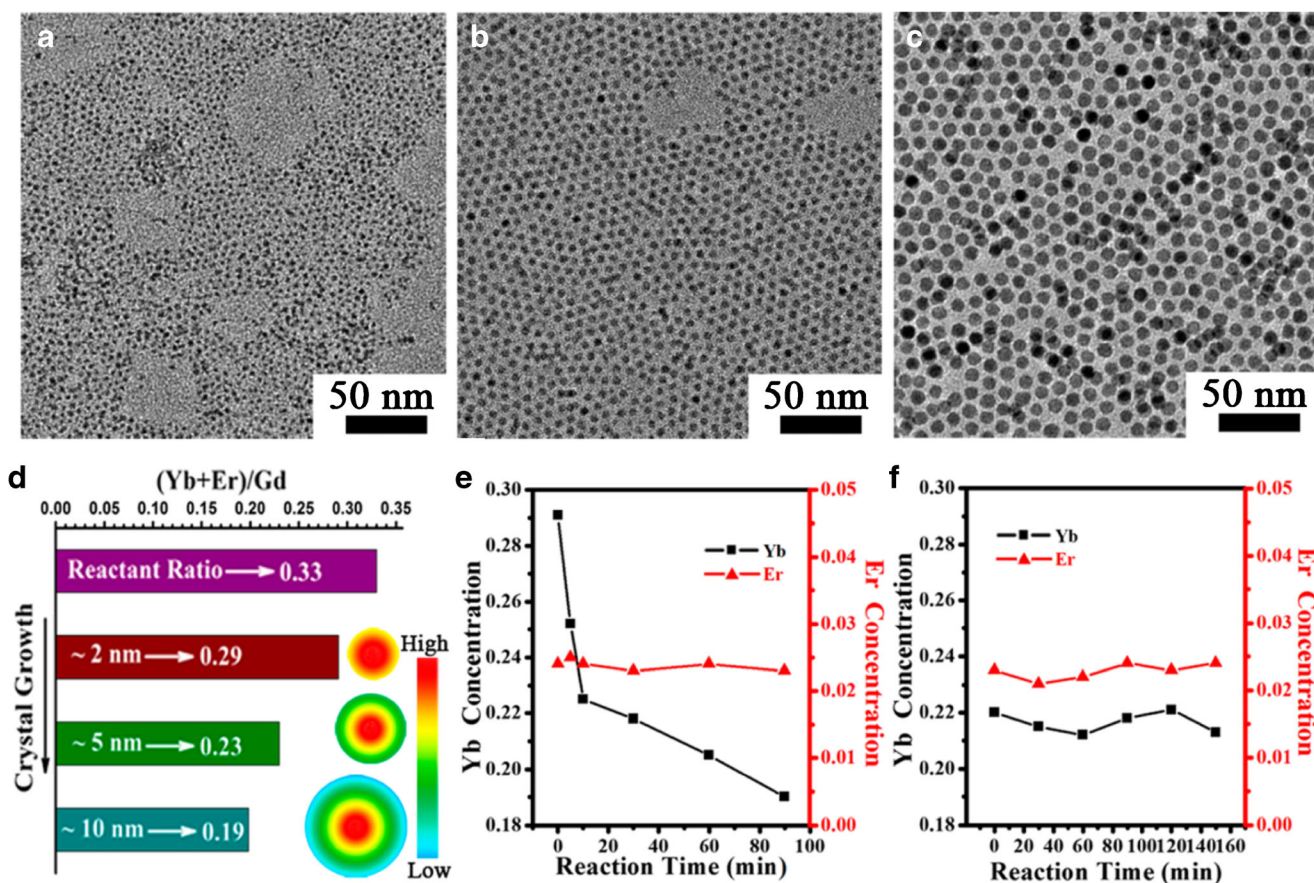 a
b
c
50 nm
50 nm
50 nm
d
(Yb+Er)/Gd
0.00 0.05 0.10 0.15 0.20 0.25 0.30 0.35
Reactant Ratio → 0.33
~ 2 nm → 0.29
~ 5 nm → 0.23
~ 10 nm → 0.19
Crystal Growth
High
Low
e
Yb Concentration
0.30
0.28
0.26
0.24
0.22
0.20
0.18
Yb
Er
0.05
0.04
0.03
0.02
0.01
0.00
Er Concentration
0 20 40 60 80 100
Reaction Time (min)
f
Yb Concentration
0.30
0.28
0.26
0.24
0.22
0.20
0.18
Yb
Er
0.05
0.04
0.03
0.02
0.01
0.00
Er Concentration
0 20 40 60 80 100 120 140 160
Reaction Time (min)